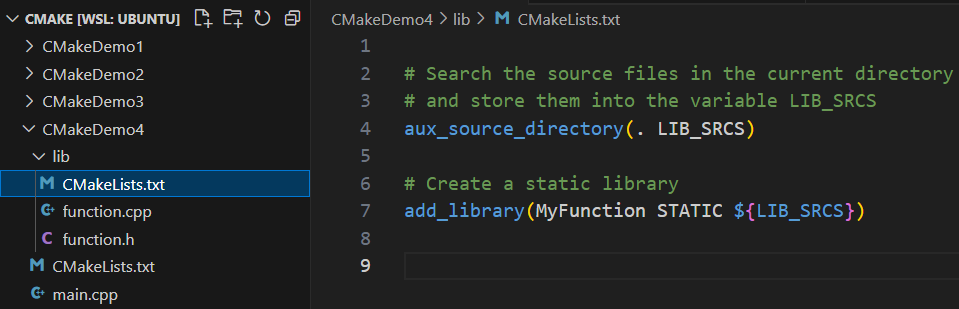 CMAKE [WSL: UBUNTU]
CMakeDemo1
CMakeDemo2
CMakeDemo3
CMakeDemo4
lib
CMakeLists.txt
function.cpp
function.h
CMakeLists.txt
main.cpp
CMakeDemo4 > lib > CMakeLists.txt
1
2 # Search the source files in the current directory
3 # and store them into the variable LIB_SRCS
4 aux_source_directory(. LIB_SRCS)
5
6 # Create a static library
7 add_library(MyFunction STATIC ${LIB_SRCS})
8
9